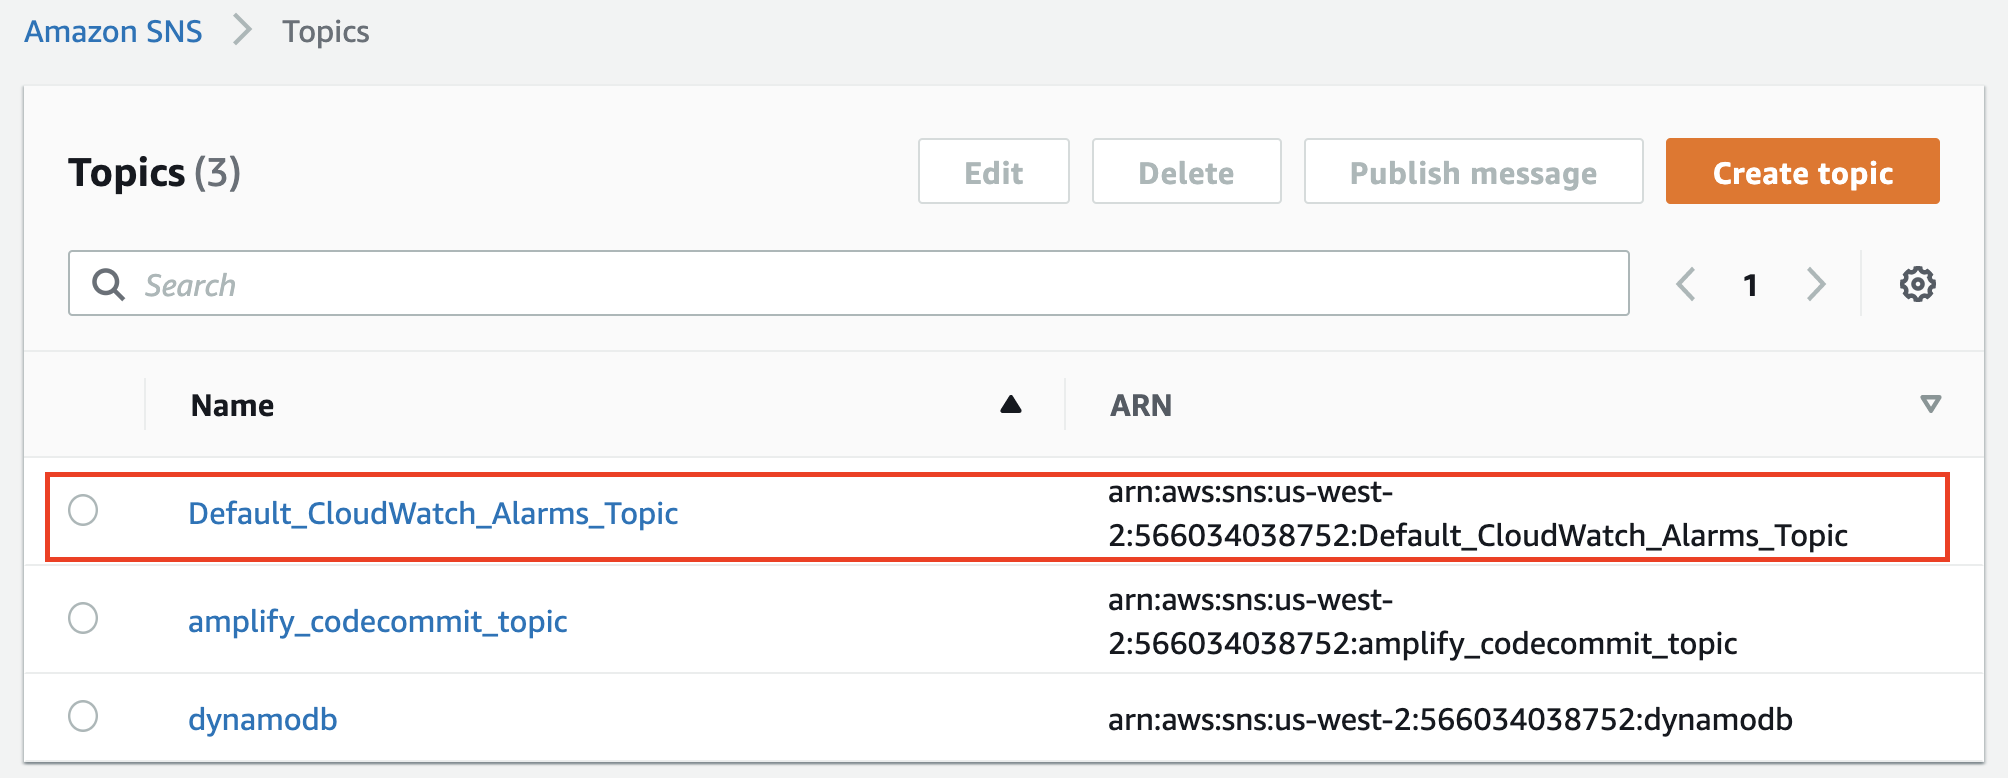 Amazon SNS > Topics
Topics (3)
Edit
Delete
Publish message
Create topic
Search
1
Name
ARN
Default_CloudWatch_Alarms_Topic
arn:aws:sns:us-west-
2:566034038752:Default_CloudWatch_Alarms_Topic
amplify_codecommit_topic
arn:aws:sns:us-west-
2:566034038752:amplify_codecommit_topic
dynamodb
arn:aws:sns:us-west-2:566034038752:dynamodb